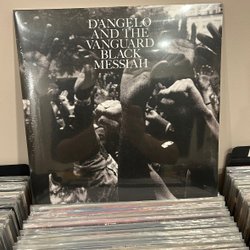 D'ANGELO
AND THE
VANGUARD
BLACK
MESSIAH